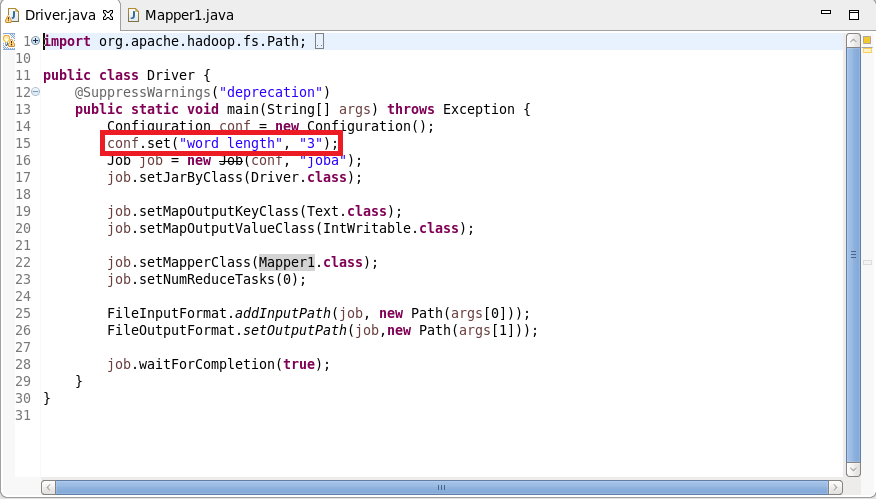 Driver.java Mapper1.java
1 import org.apache.hadoop.fs.Path;
10
11 public class Driver {
12 @SuppressWarnings("deprecation")
13 public static void main(String[] args) throws Exception {
14 Configuration conf = new Configuration();
15 conf.set("word length", "3");
16 Job job = new Job(conf, "joba");
17 job.setJarByClass(Driver.class);
18
19 job.setMapOutputKeyClass(Text.class);
20 job.setMapOutputValueClass(IntWritable.class);
21
22 job.setMapperClass(Mapper1.class);
23 job.setNumReduceTasks(0);
24
25 FileInputFormat.addInputPath(job, new Path(args[0]));
26 FileOutputFormat.setOutputPath(job,new Path(args[1]));
27
28 job.waitForCompletion(true);
29 }
30 }
31